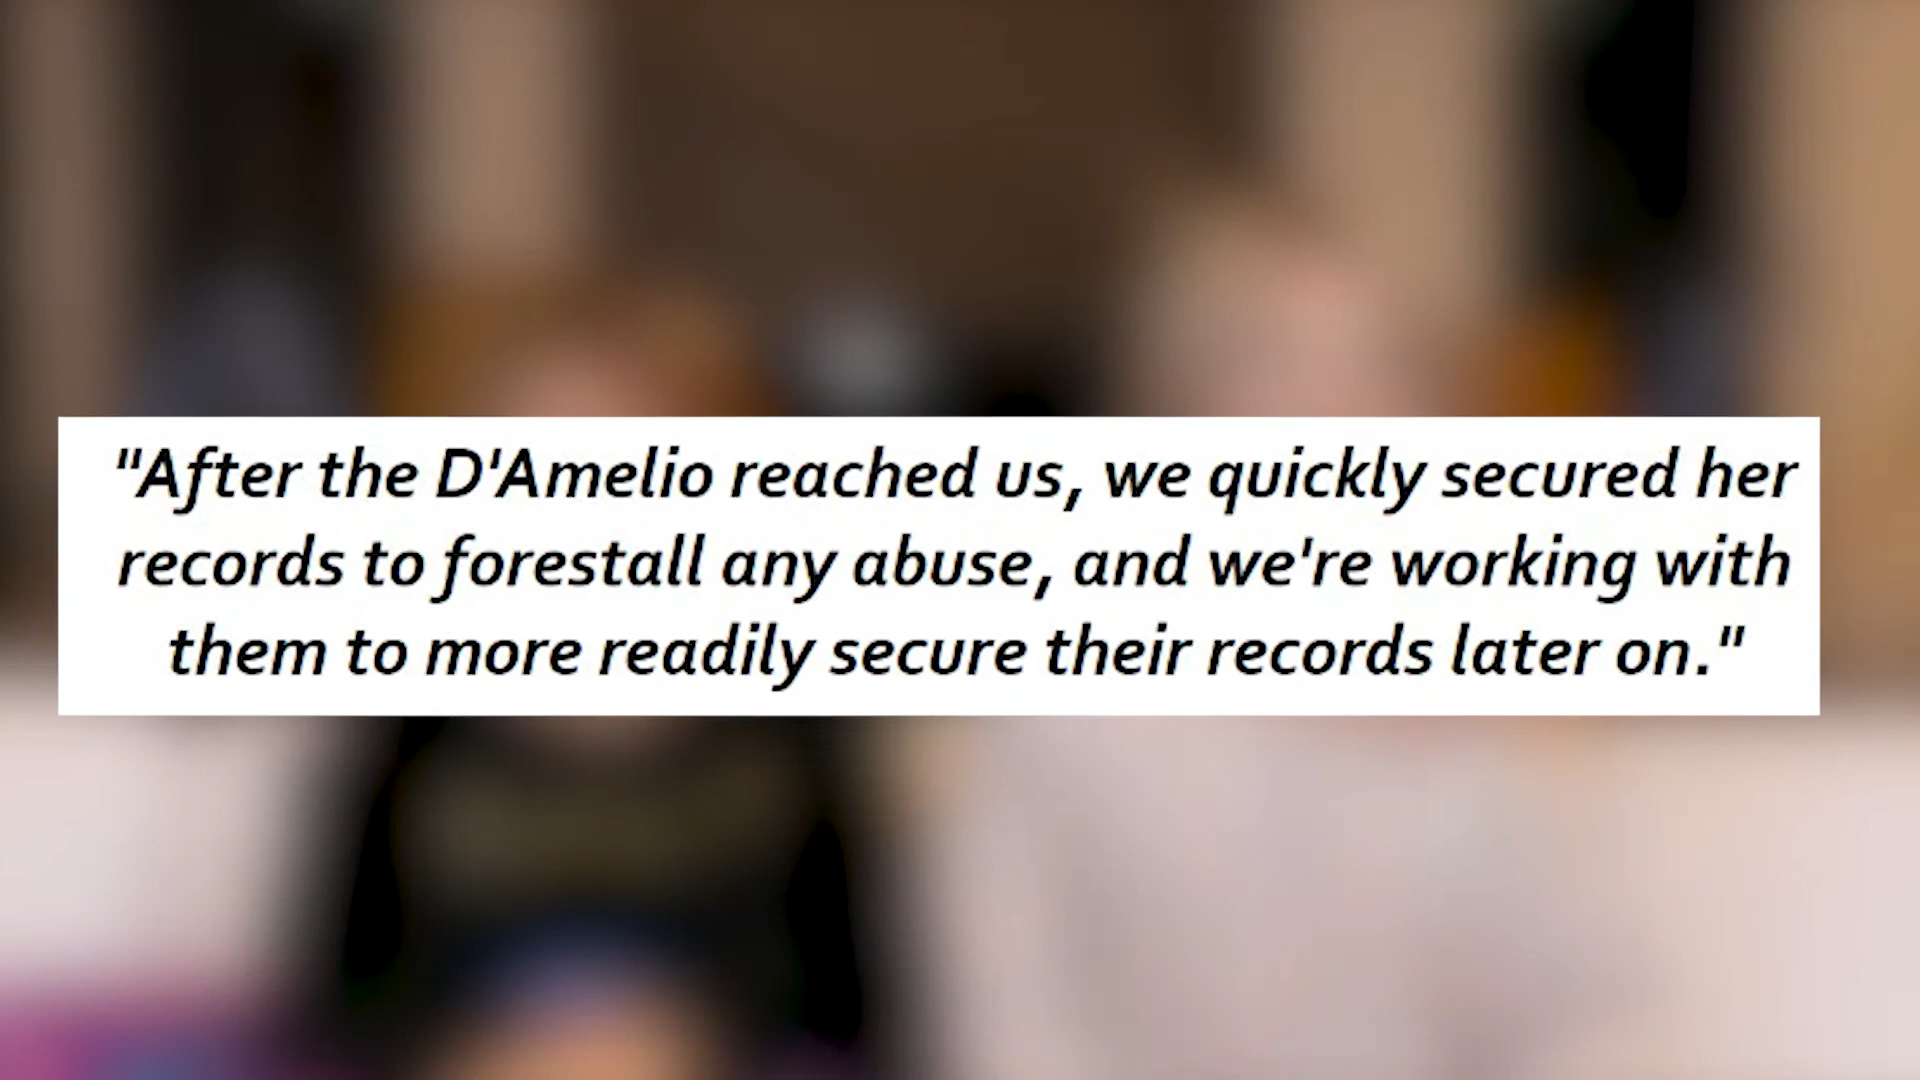 "After the D'Amelio reached us, we quickly secured her
records to forestall any abuse, and we're working with
them to more readily secure their records later on."